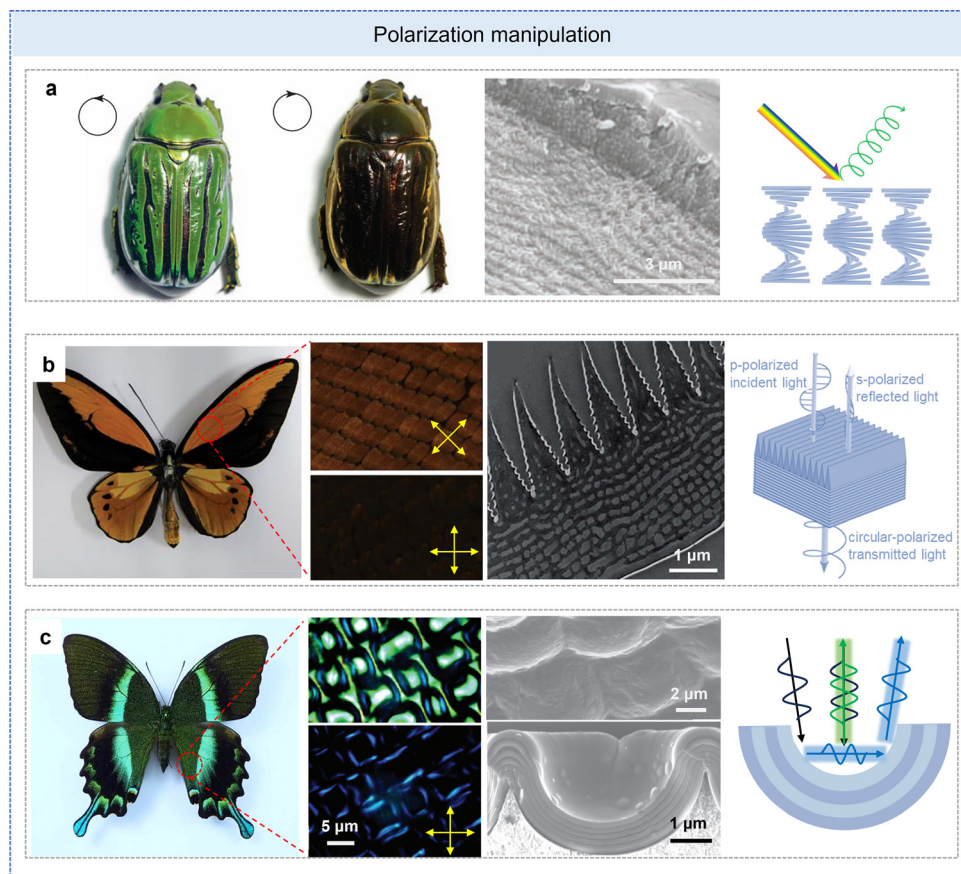 Polarization manipulation
a
3 µm
b
p-polarized
incident light
s-polarized
reflected light
1 µm
circular-polarized
transmitted light
c
2 µm
5 µm
1 µm